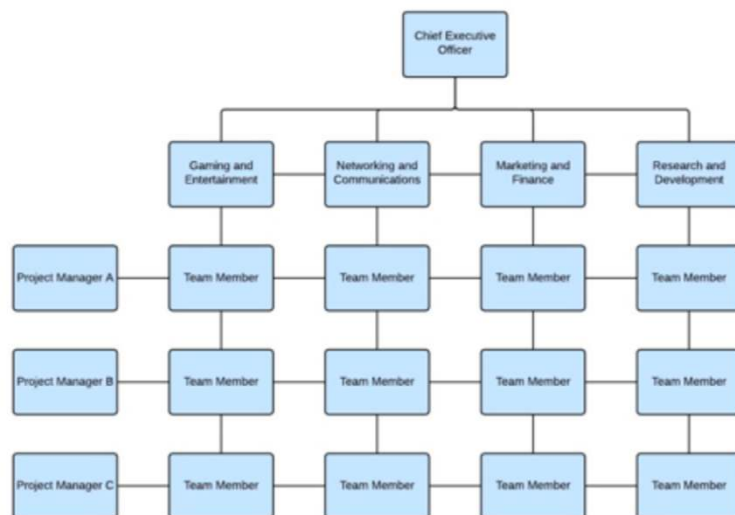 Chief Executive
Officer
Gaming and
Entertainment
Networking and
Communications
Marketing and
Finance
Research and
Development
Project Manager A
Team Member
Team Member
Team Member
Team Member
Project Manager B
Team Member
Team Member
Team Member
Team Member
Project Manager C
Team Member
Team Member
Team Member
Team Member